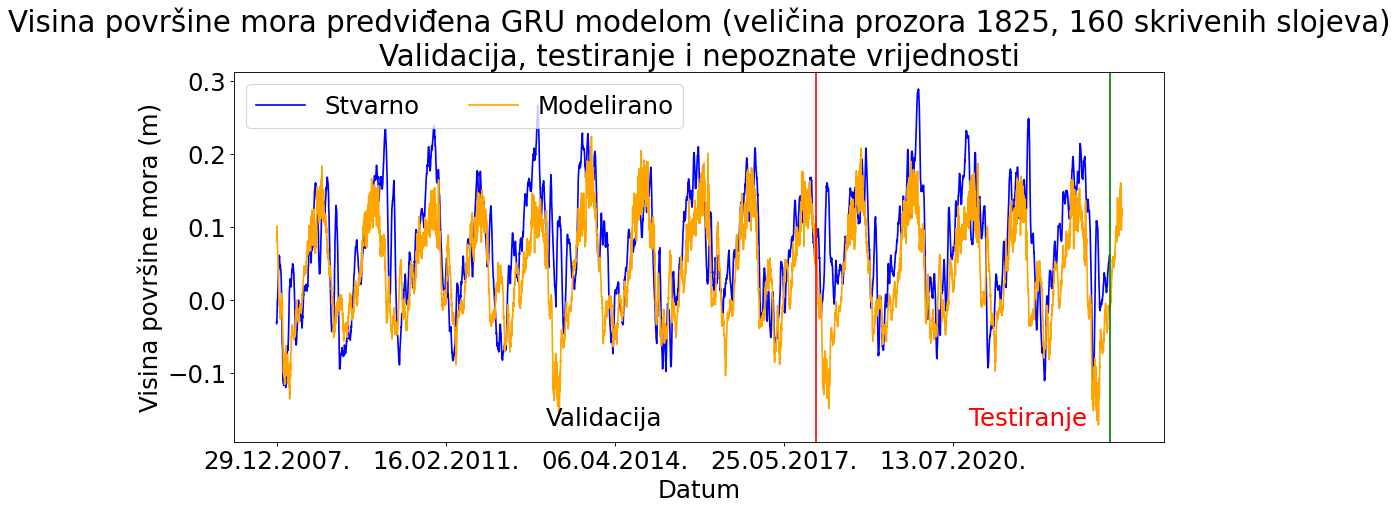 Visina površine mora predviđena GRU modelom (veličina prozora 1825, 160 skrivenih slojeva)
Validacija, testiranje i nepoznate vrijednosti
Stvarno Modelirano
Visina površine mora (m)
0.3
0.2
0.1
0.0
−0.1
Validacija
Testiranje
29.12.2007. 16.02.2011. 06.04.2014. 25.05.2017. 13.07.2020.
Datum